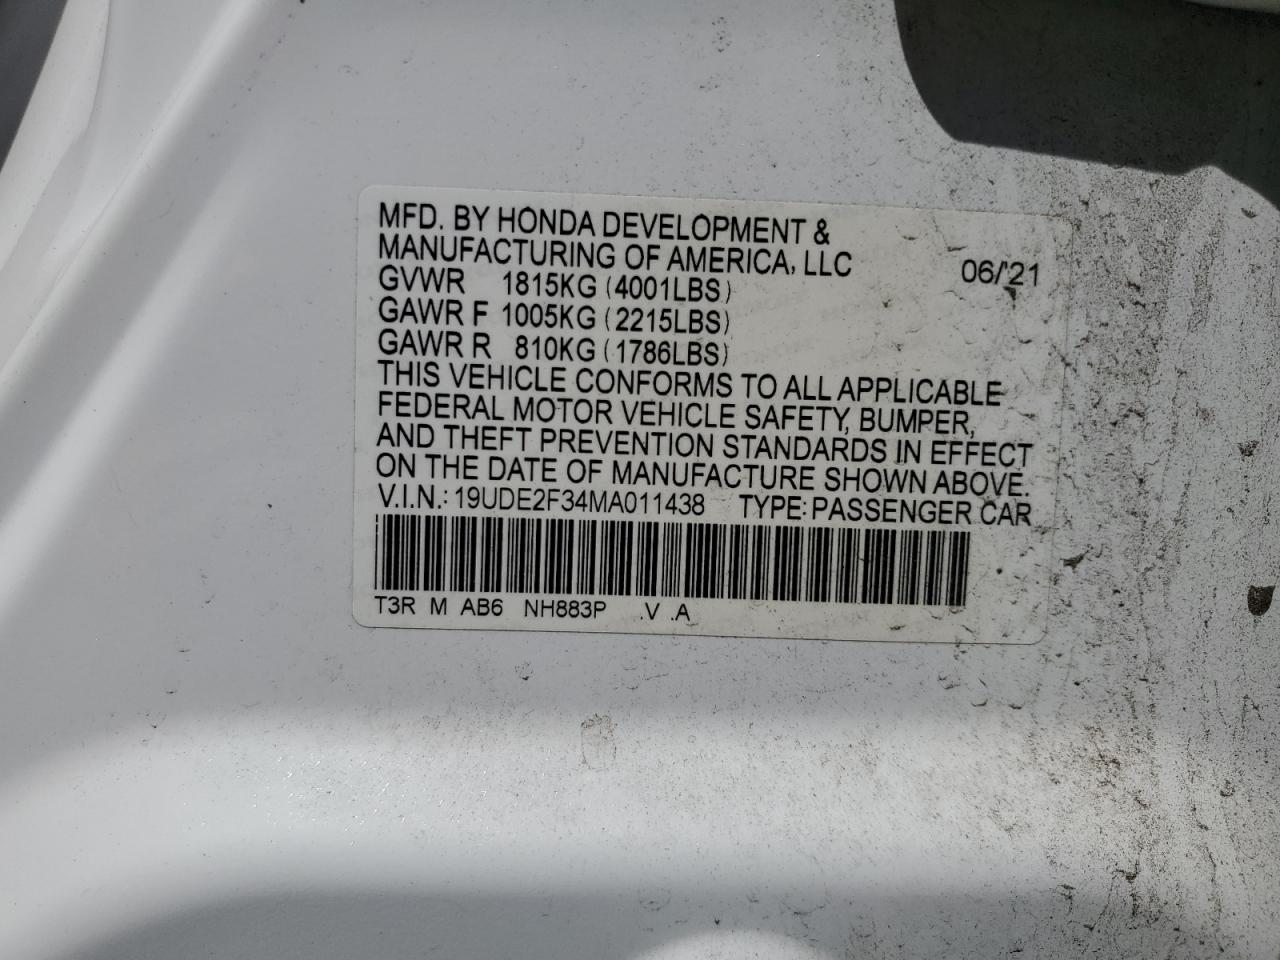 MFD. BY HONDA DEVELOPMENT &
MANUFACTURING OF AMERICA, LLC 06/'21
GVWR 1815KG (4001LBS)
GAWR F 1005KG (2215LBS)
GAWR R 810KG (1786LBS)
THIS VEHICLE CONFORMS TO ALL APPLICABLE
FEDERAL MOTOR VEHICLE SAFETY, BUMPER,
AND THEFT PREVENTION STANDARDS IN EFFECT
ON THE DATE OF MANUFACTURE SHOWN ABOVE.
V.I.N.: 19UDE2F34MA011438 TYPE: PASSENGER CAR
T3R M AB6 NH883P .V .A